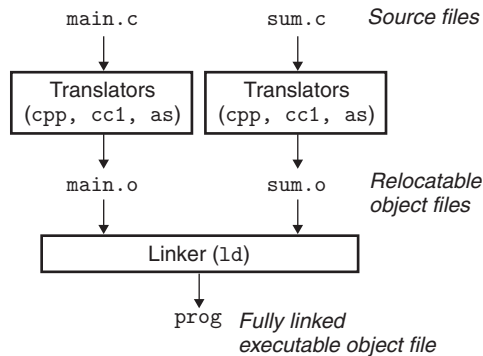 main.c sum.c Source files
Translators Translators
(cpp, cc1, as) (cpp, cc1, as)
main.o sum.o Relocatable
object files
Linker (ld)
prog Fully linked
executable object file